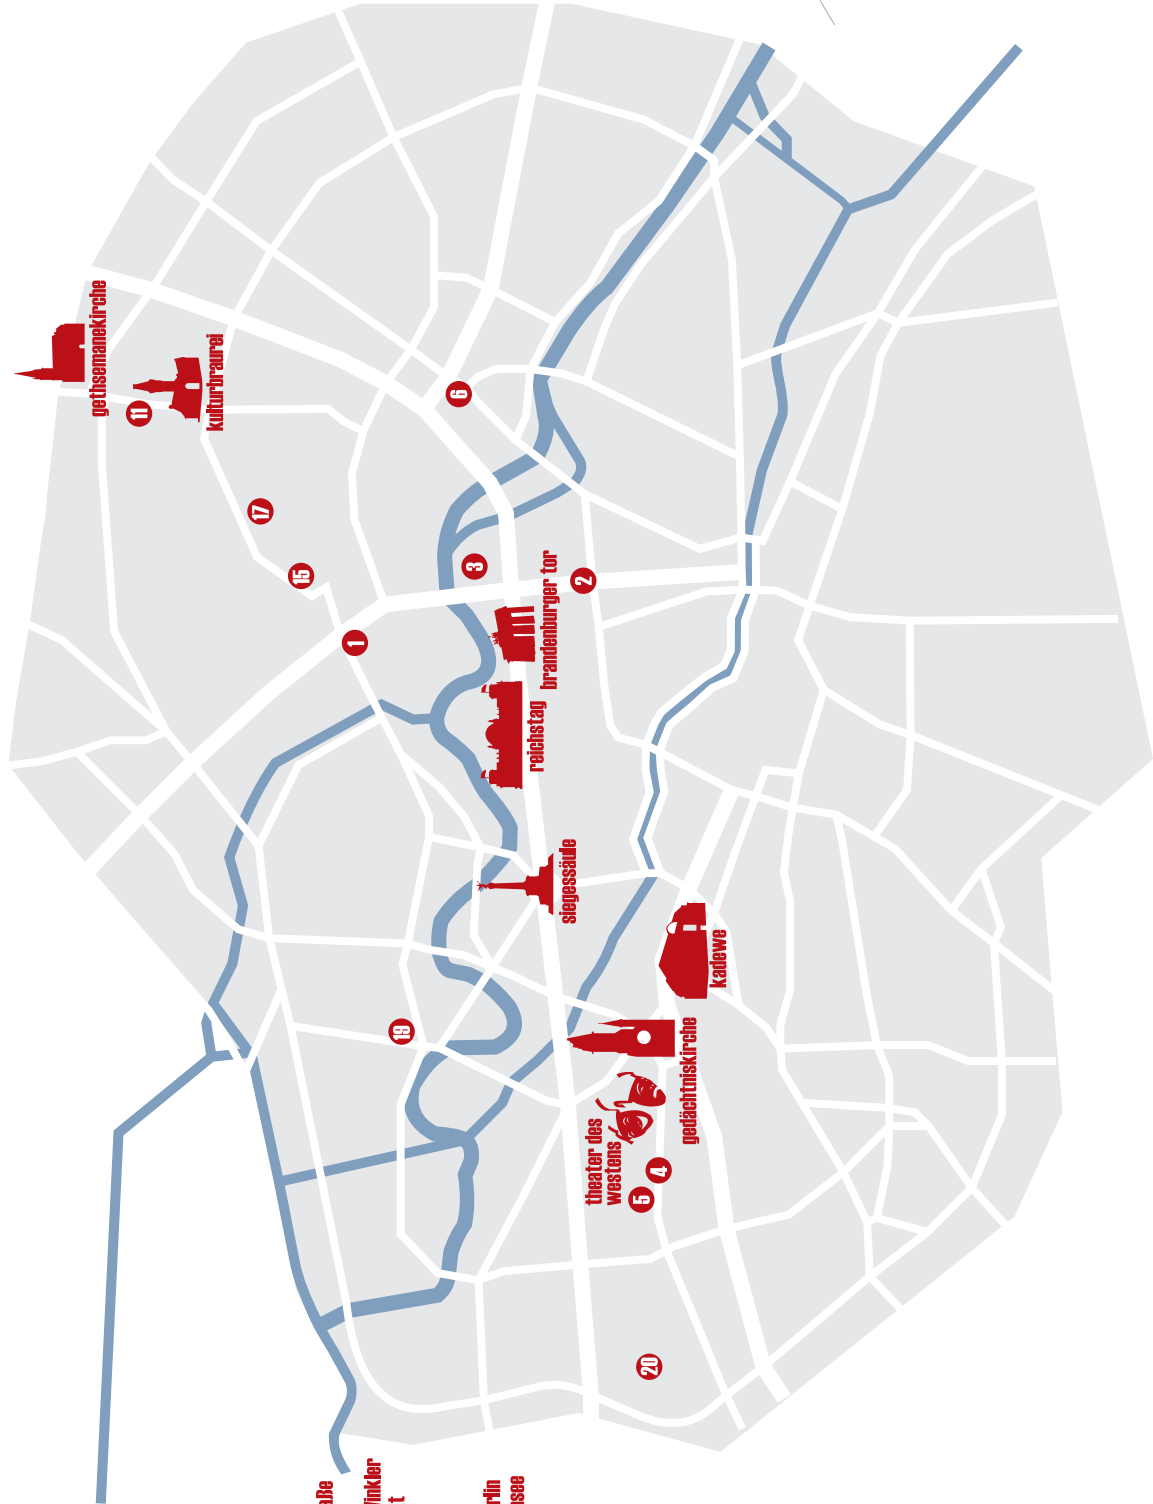 gethsemanekirche
kulturbraurei
11
17
15
1
6
3
2
brandenburger tor
reichstag
siegessäule
kadewe
gedächtniskirche
theater des
westens
19
4
5
20